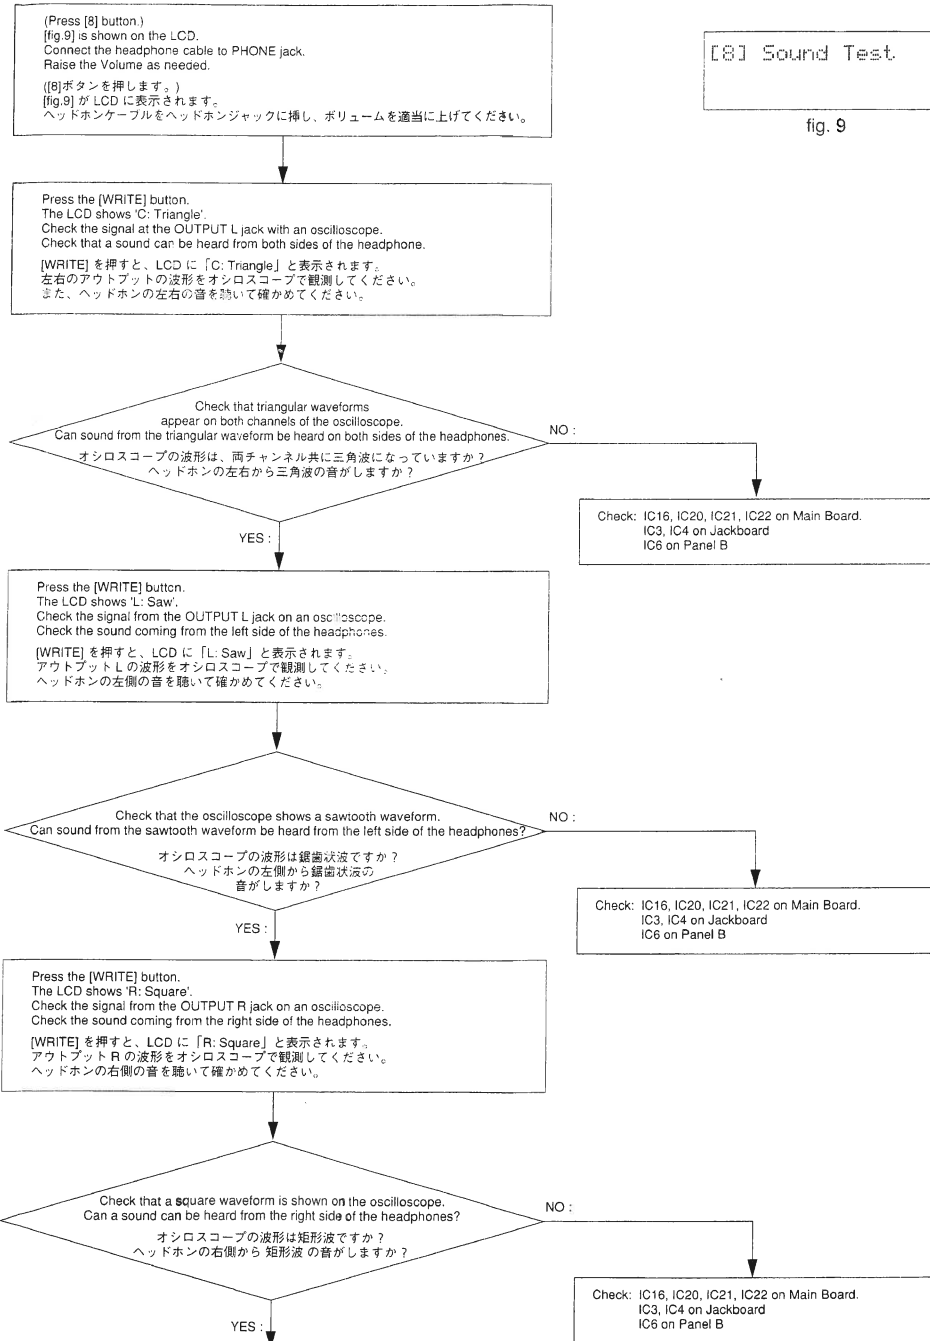 (Press [8] button.)
[fig.9] is shown on the LCD.
Connect the headphone cable to PHONE jack.
Raise the Volume as needed.
([8]ボタンを押します。)
[fig.9] が LCD に表示されます。
ヘッドホンケーブルをヘッドホンジャックに挿し、ボリュームを適当に上げてください。
[8] Sound Test
fig. 9
Press the [WRITE] button.
The LCD shows 'C: Triangle'.
Check the signal at the OUTPUT L jack with an oscilloscope.
Check that a sound can be heard from both sides of the headphone.
[WRITE] を押すと、LCD に「C: Triangle」と表示されます。
左右のアウトプットの波形をオシロスコープで観測してください。
また、ヘッドホンの左右の音を聴いて確かめてください。
Check that triangular waveforms
appear on both channels of the oscilloscope.
Can sound from the triangular waveform be heard on both sides of the headphones.
オシロスコープの波形は、両チャンネル共に三角波になっていますか？
ヘッドホンの左右から三角波の音がしますか？
NO :
Check: IC16, IC20, IC21, IC22 on Main Board.
IC3, IC4 on Jackboard
IC6 on Panel B
YES :
Press the [WRITE] button.
The LCD shows 'L: Saw'.
Check the signal from the OUTPUT L jack on an oscilloscope.
Check the sound coming from the left side of the headphones.
[WRITE] を押すと、LCD に「L: Saw」と表示されます。
アウトプット L の波形をオシロスコープで観測してください。
ヘッドホンの左側の音を聴いて確かめてください。
Check that the oscilloscope shows a sawtooth waveform.
Can sound from the sawtooth waveform be heard from the left side of the headphones?
オシロスコープの波形は鋸歯状波ですか？
ヘッドホンの左側から鋸歯状波の
音がしますか？
NO :
Check: IC16, IC20, IC21, IC22 on Main Board.
IC3, IC4 on Jackboard
IC6 on Panel B
YES :
Press the [WRITE] button.
The LCD shows 'R: Square'.
Check the signal from the OUTPUT R jack on an oscilloscope.
Check the sound coming from the right side of the headphones.
[WRITE] を押すと、LCD に「R: Square」と表示されます。
アウトプット R の波形をオシロスコープで観測してください。
ヘッドホンの右側の音を聴いて確かめてください。
Check that a square waveform is shown on the oscilloscope.
Can a sound can be heard from the right side of the headphones?
オシロスコープの波形は矩形波ですか？
ヘッドホンの右側から 矩形波 の音がしますか？
NO :
Check: IC16, IC20, IC21, IC22 on Main Board.
IC3, IC4 on Jackboard
IC6 on Panel B
YES :